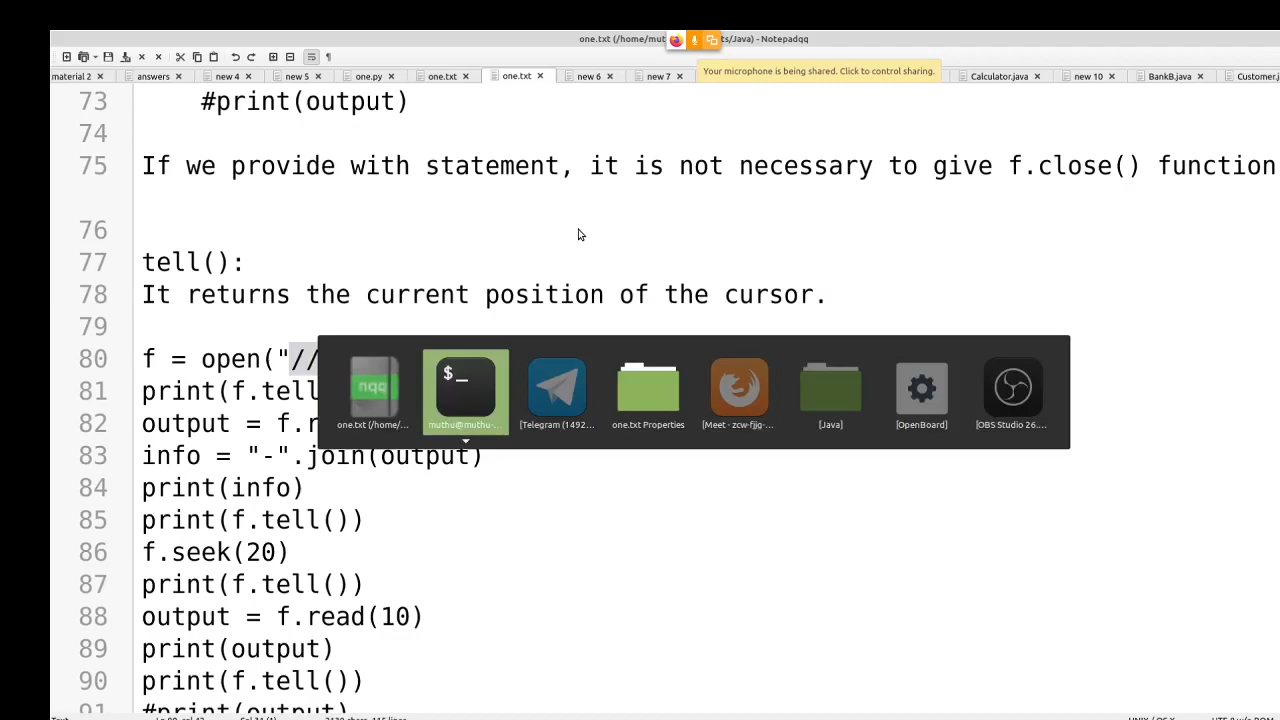 one.txt (/home/mut ts/Java) - Notepadqq
material 2 answers new 4 new 5 one.py one.txt one.txt new 6 new 7 Calculator.java new 10 BankB.java Customer.j
Your microphone is being shared. Click to control sharing.
73 #print(output)
74
75 If we provide with statement, it is not necessary to give f.close() function
76
77 tell():
78 It returns the current position of the cursor.
79
80 f = open("//
81 print(f.tell
82 output = f.r
83 info = "-".join(output)
84 print(info)
85 print(f.tell())
86 f.seek(20)
87 print(f.tell())
88 output = f.read(10)
89 print(output)
90 print(f.tell())
91 #print(output)
nqq
$_
one.txt (/home/... muthu@muthu-... [Telegram (1492... one.txt Properties [Meet - zcw-fjjg-... [Java] [OpenBoard] [OBS Studio 26....